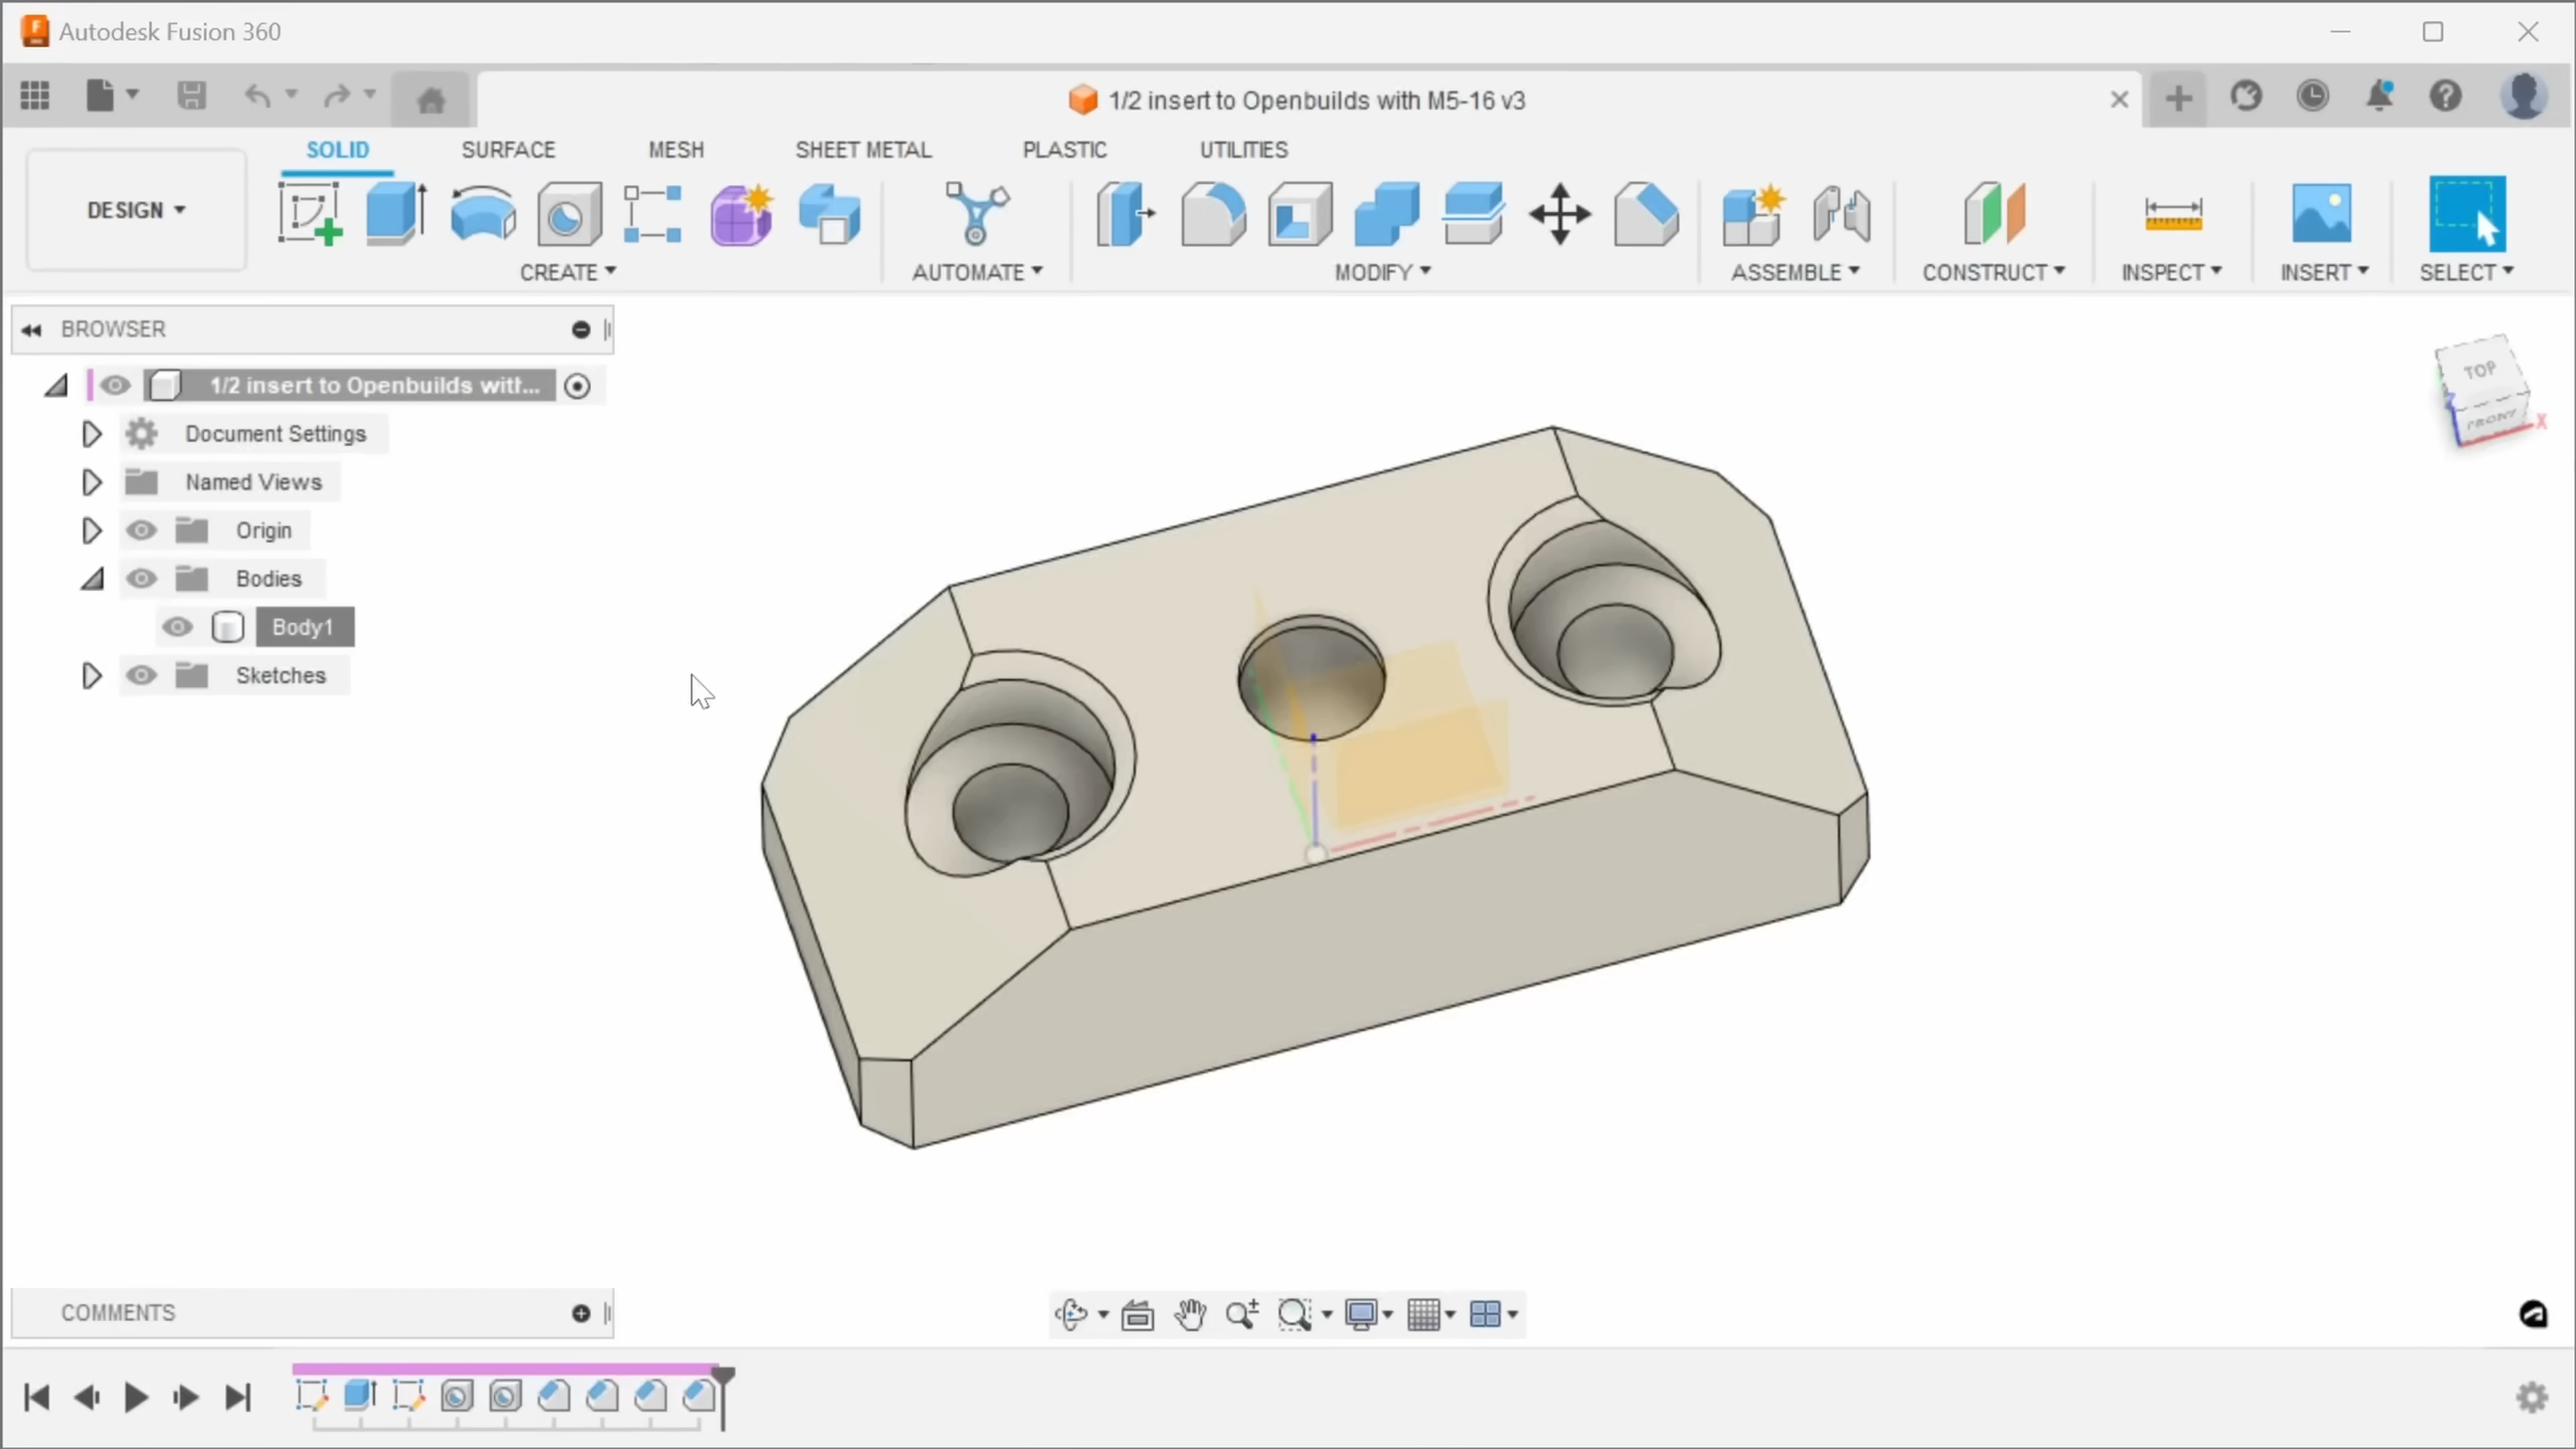 Autodesk Fusion 360
1/2 insert to Openbuilds with M5-16 v3
SOLID SURFACE MESH SHEET METAL PLASTIC UTILITIES
DESIGN
CREATE AUTOMATE MODIFY ASSEMBLE CONSTRUCT INSPECT INSERT SELECT
BROWSER
1/2 insert to Openbuilds with...
Document Settings
Named Views
Origin
Bodies
Body1
Sketches
TOP
FRONT
X
Z
COMMENTS